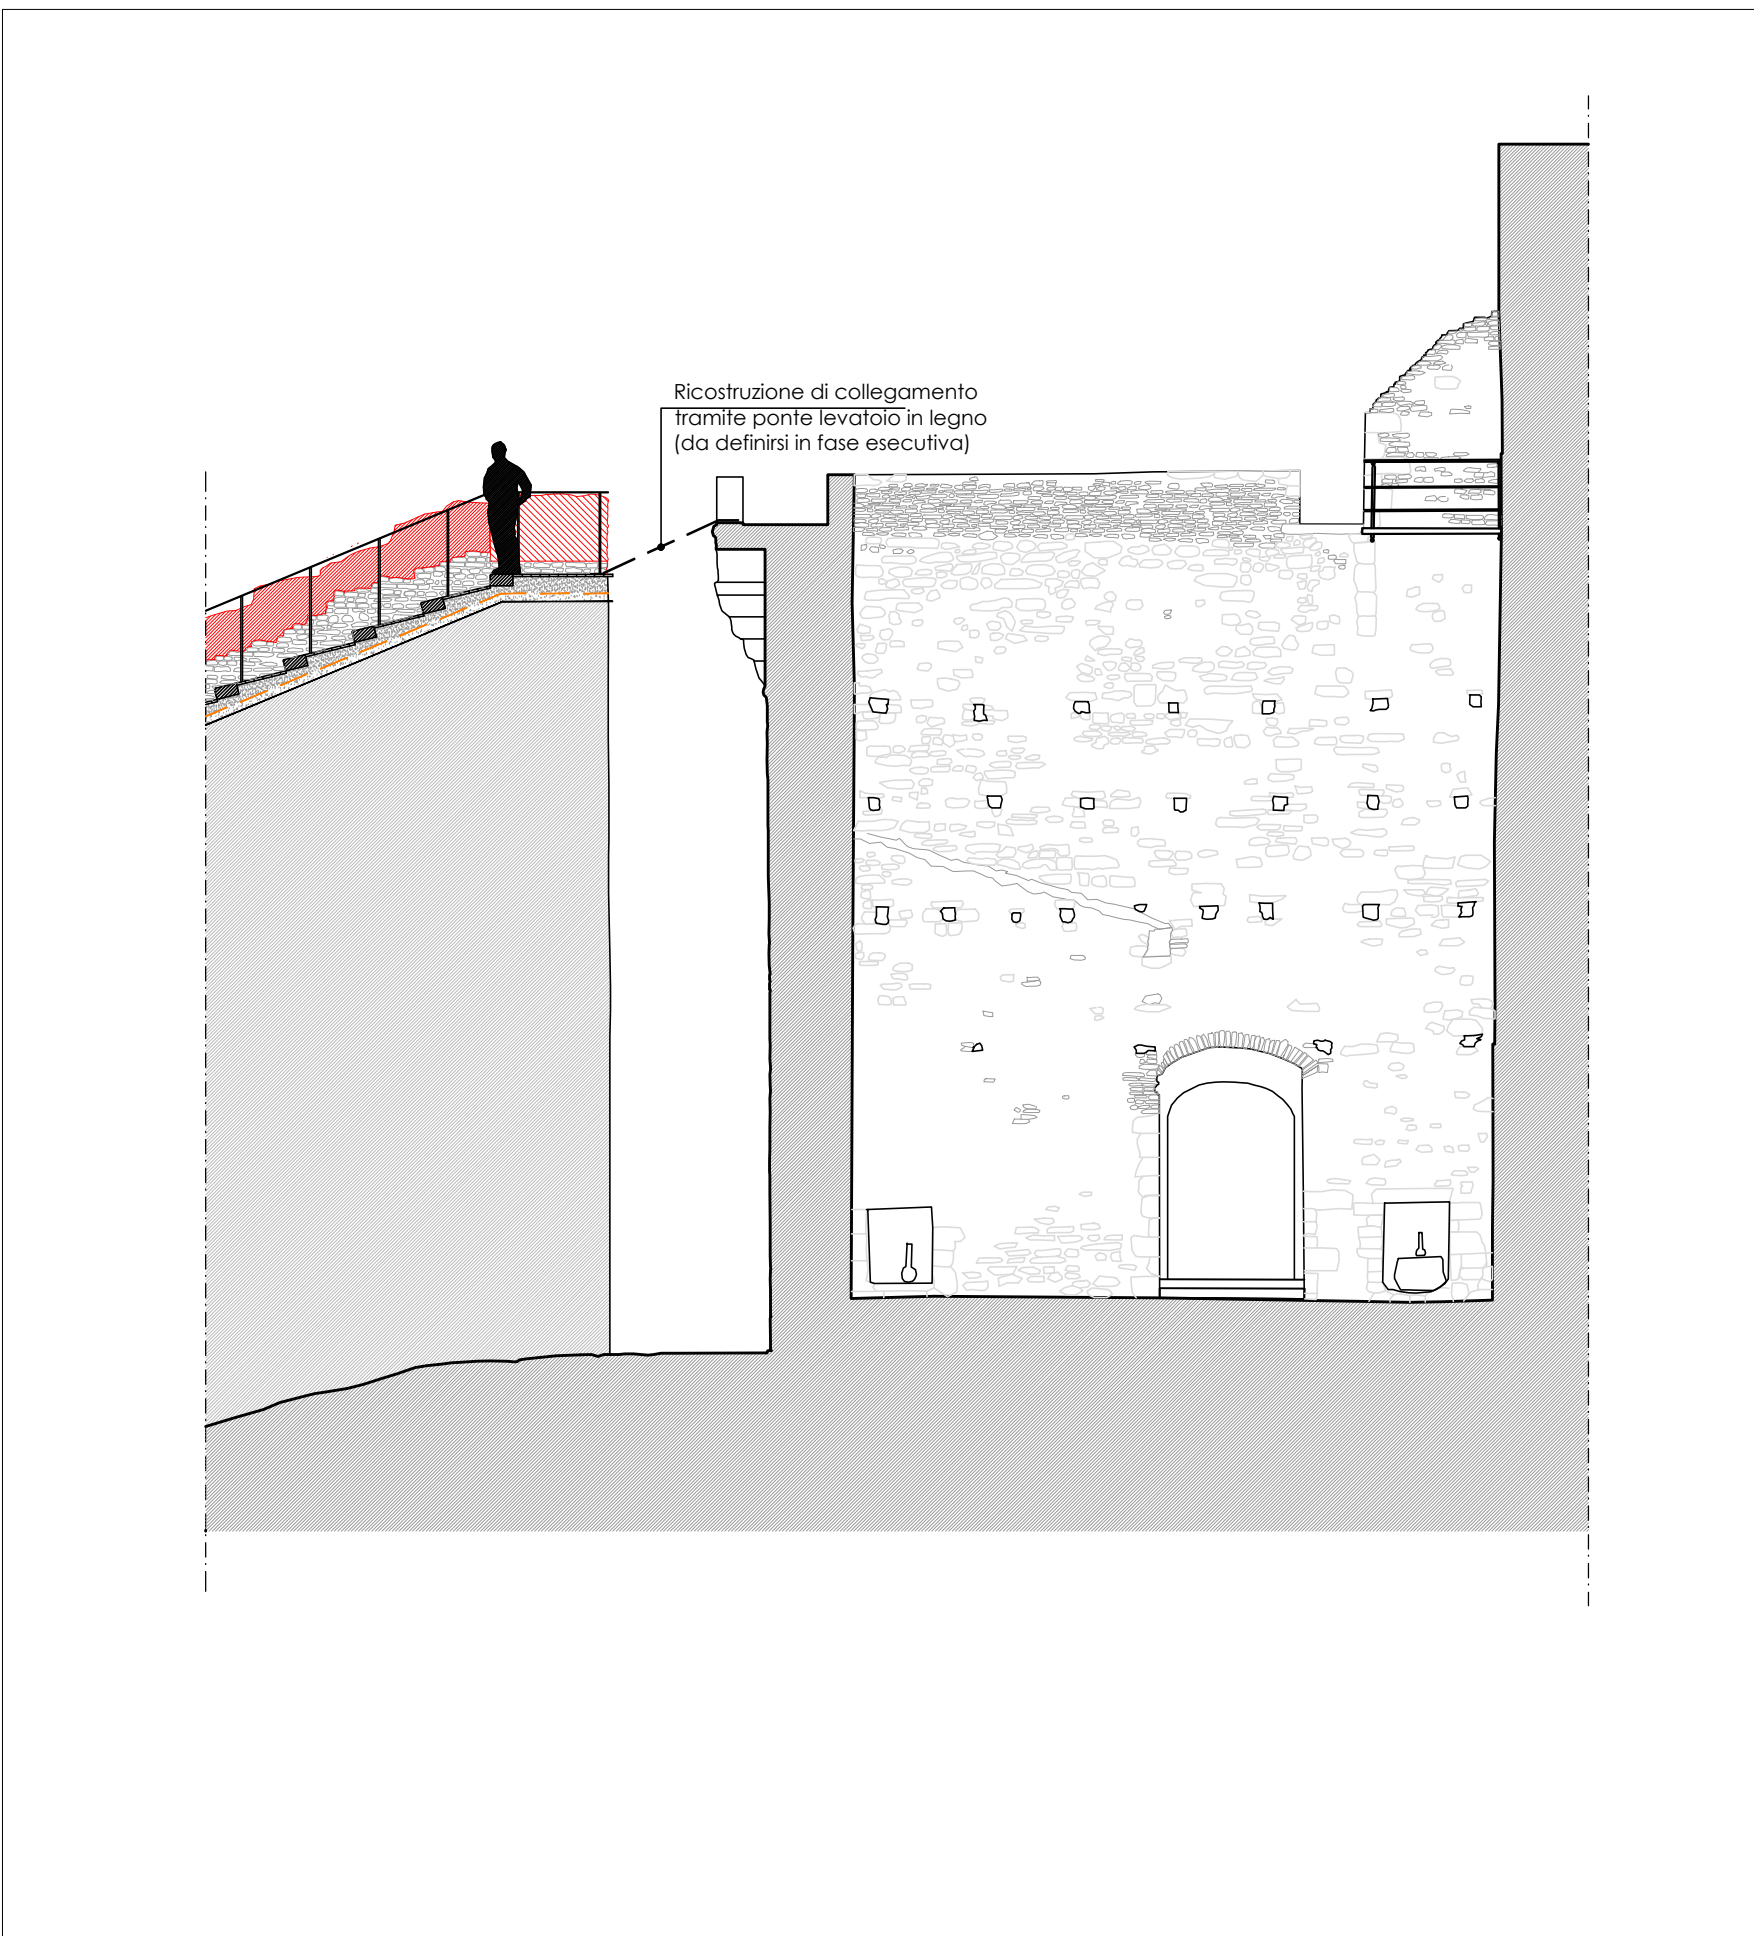 Ricostruzione di collegamento
tramite ponte levatoio in legno
(da definirsi in fase esecutiva)